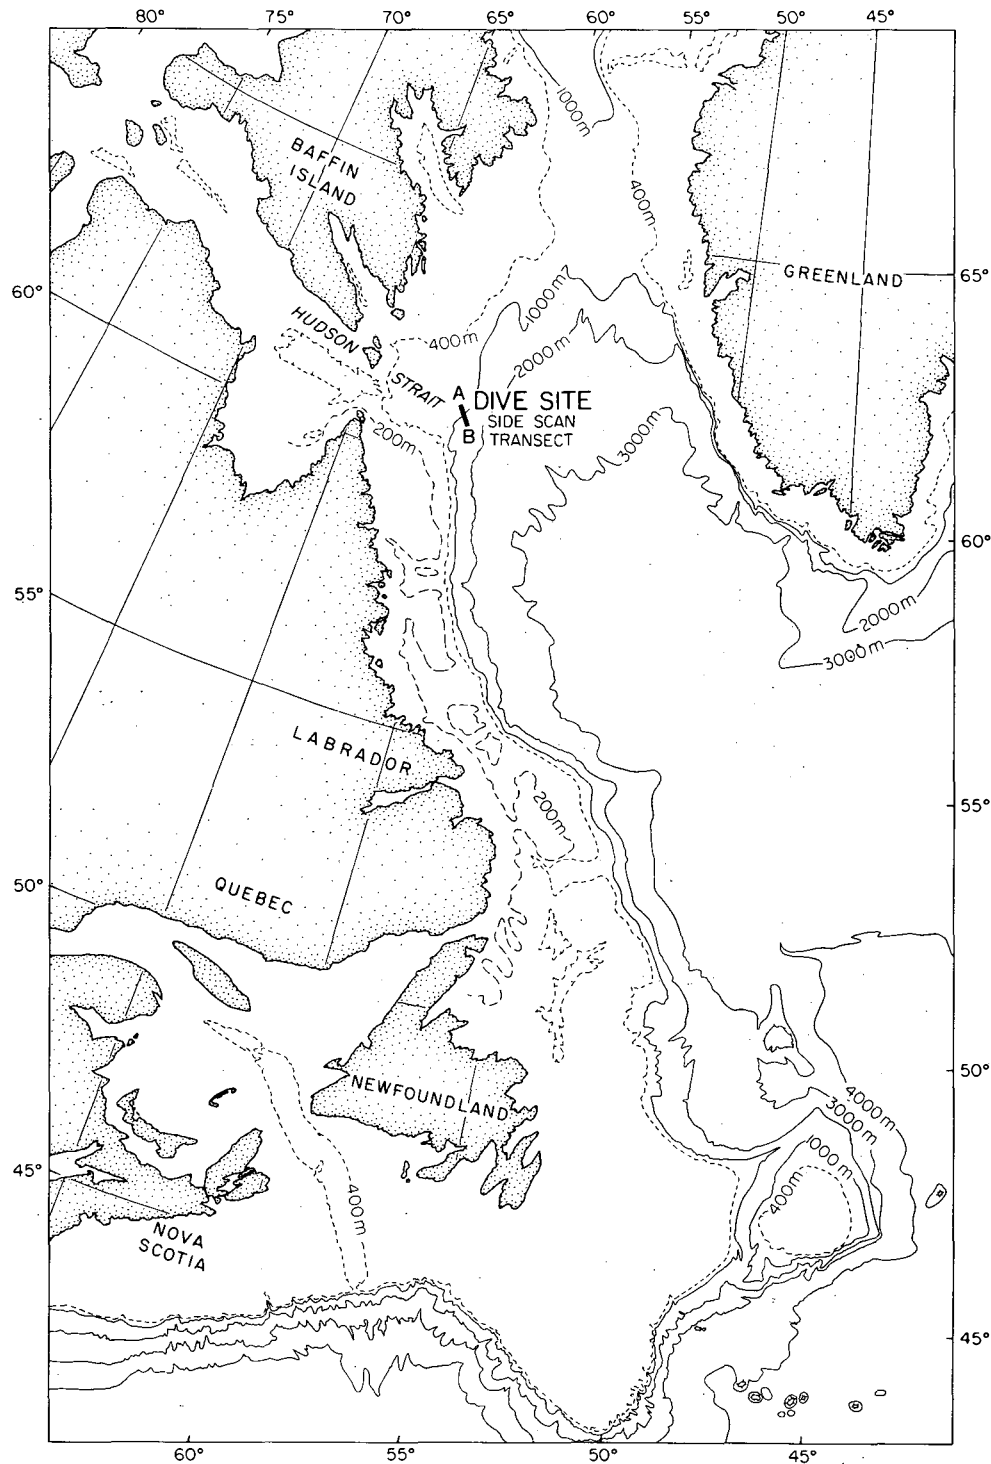 80° 75° 70° 65° 60° 55° 50° 45°
1000m
BAFFIN
ISLAND
400m
GREENLAND
65°
60°
HUDSON
STRAIT
400m
1000m
2000m
A
DIVE SITE
SIDE SCAN
TRANSECT
B
200m
3000m
60°
55°
2000m
3000m
LABRADOR
200m
55°
50°
QUEBEC
NEWFOUNDLAND
50°
4000m
3000m
1000m
400m
45°
400m
NOVA
SCOTIA
45°
60° 55° 50° 45°